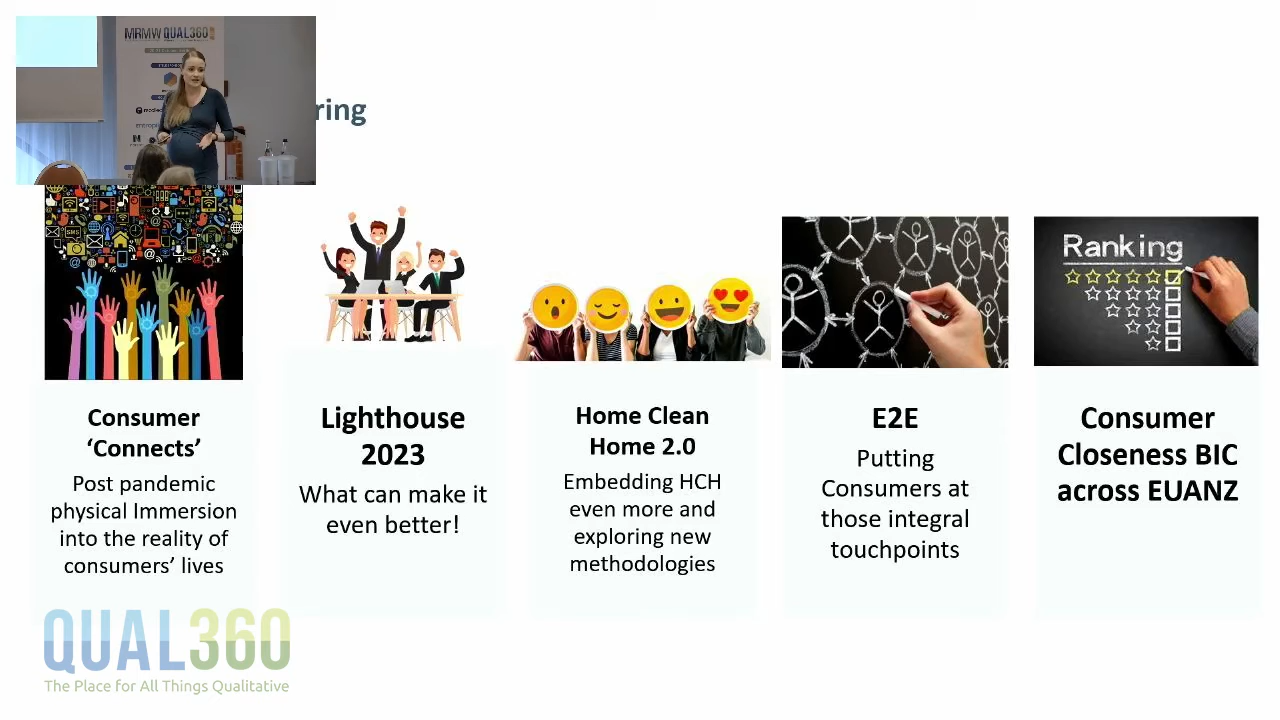 MRMW QUAL360
ring
SMS
Ranking
Consumer
‘Connects’
Post pandemic
physical Immersion
into the reality of
consumers’ lives
Lighthouse
2023
What can make it
even better!
Home Clean
Home 2.0
Embedding HCH
even more and
exploring new
methodologies
E2E
Putting
Consumers at
those integral
touchpoints
Consumer
Closeness BIC
across EUANZ
QUAL360
The Place for All Things Qualitative